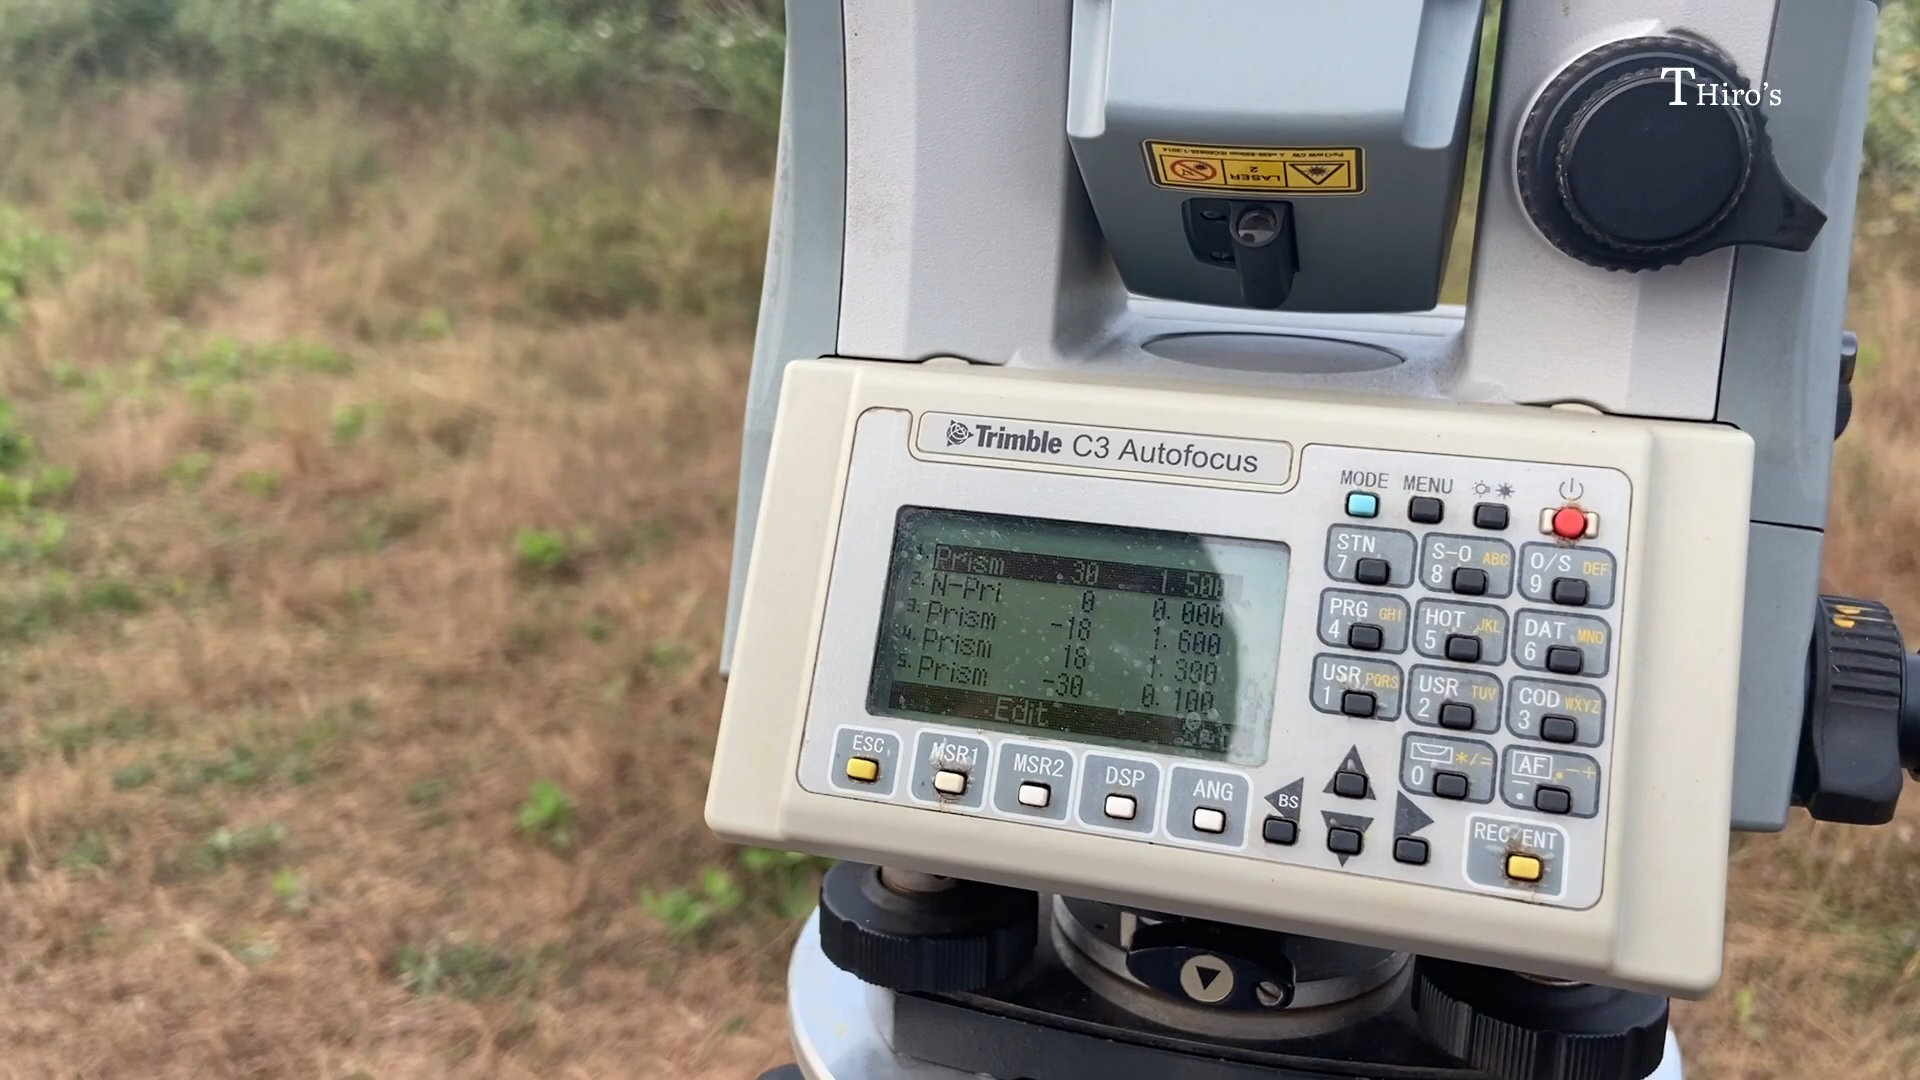 THiro's
LASER
2
Trimble C3 Autofocus
MODE MENU
1. Prism 30 1.500
2. N-Pri 0 0.000
3. Prism -18 1.600
4. Prism 18 1.300
5. Prism -30 0.100
Edit
STN
7
S-O ABC
8
O/S DEF
9
PRG GHI
4
HOT JKL
5
DAT MNO
6
USR PQRS
1
USR TUV
2
COD WXYZ
3
*/=
0
AF .-+
.
ESC MSR1 MSR2 DSP ANG
BS
REC/ENT